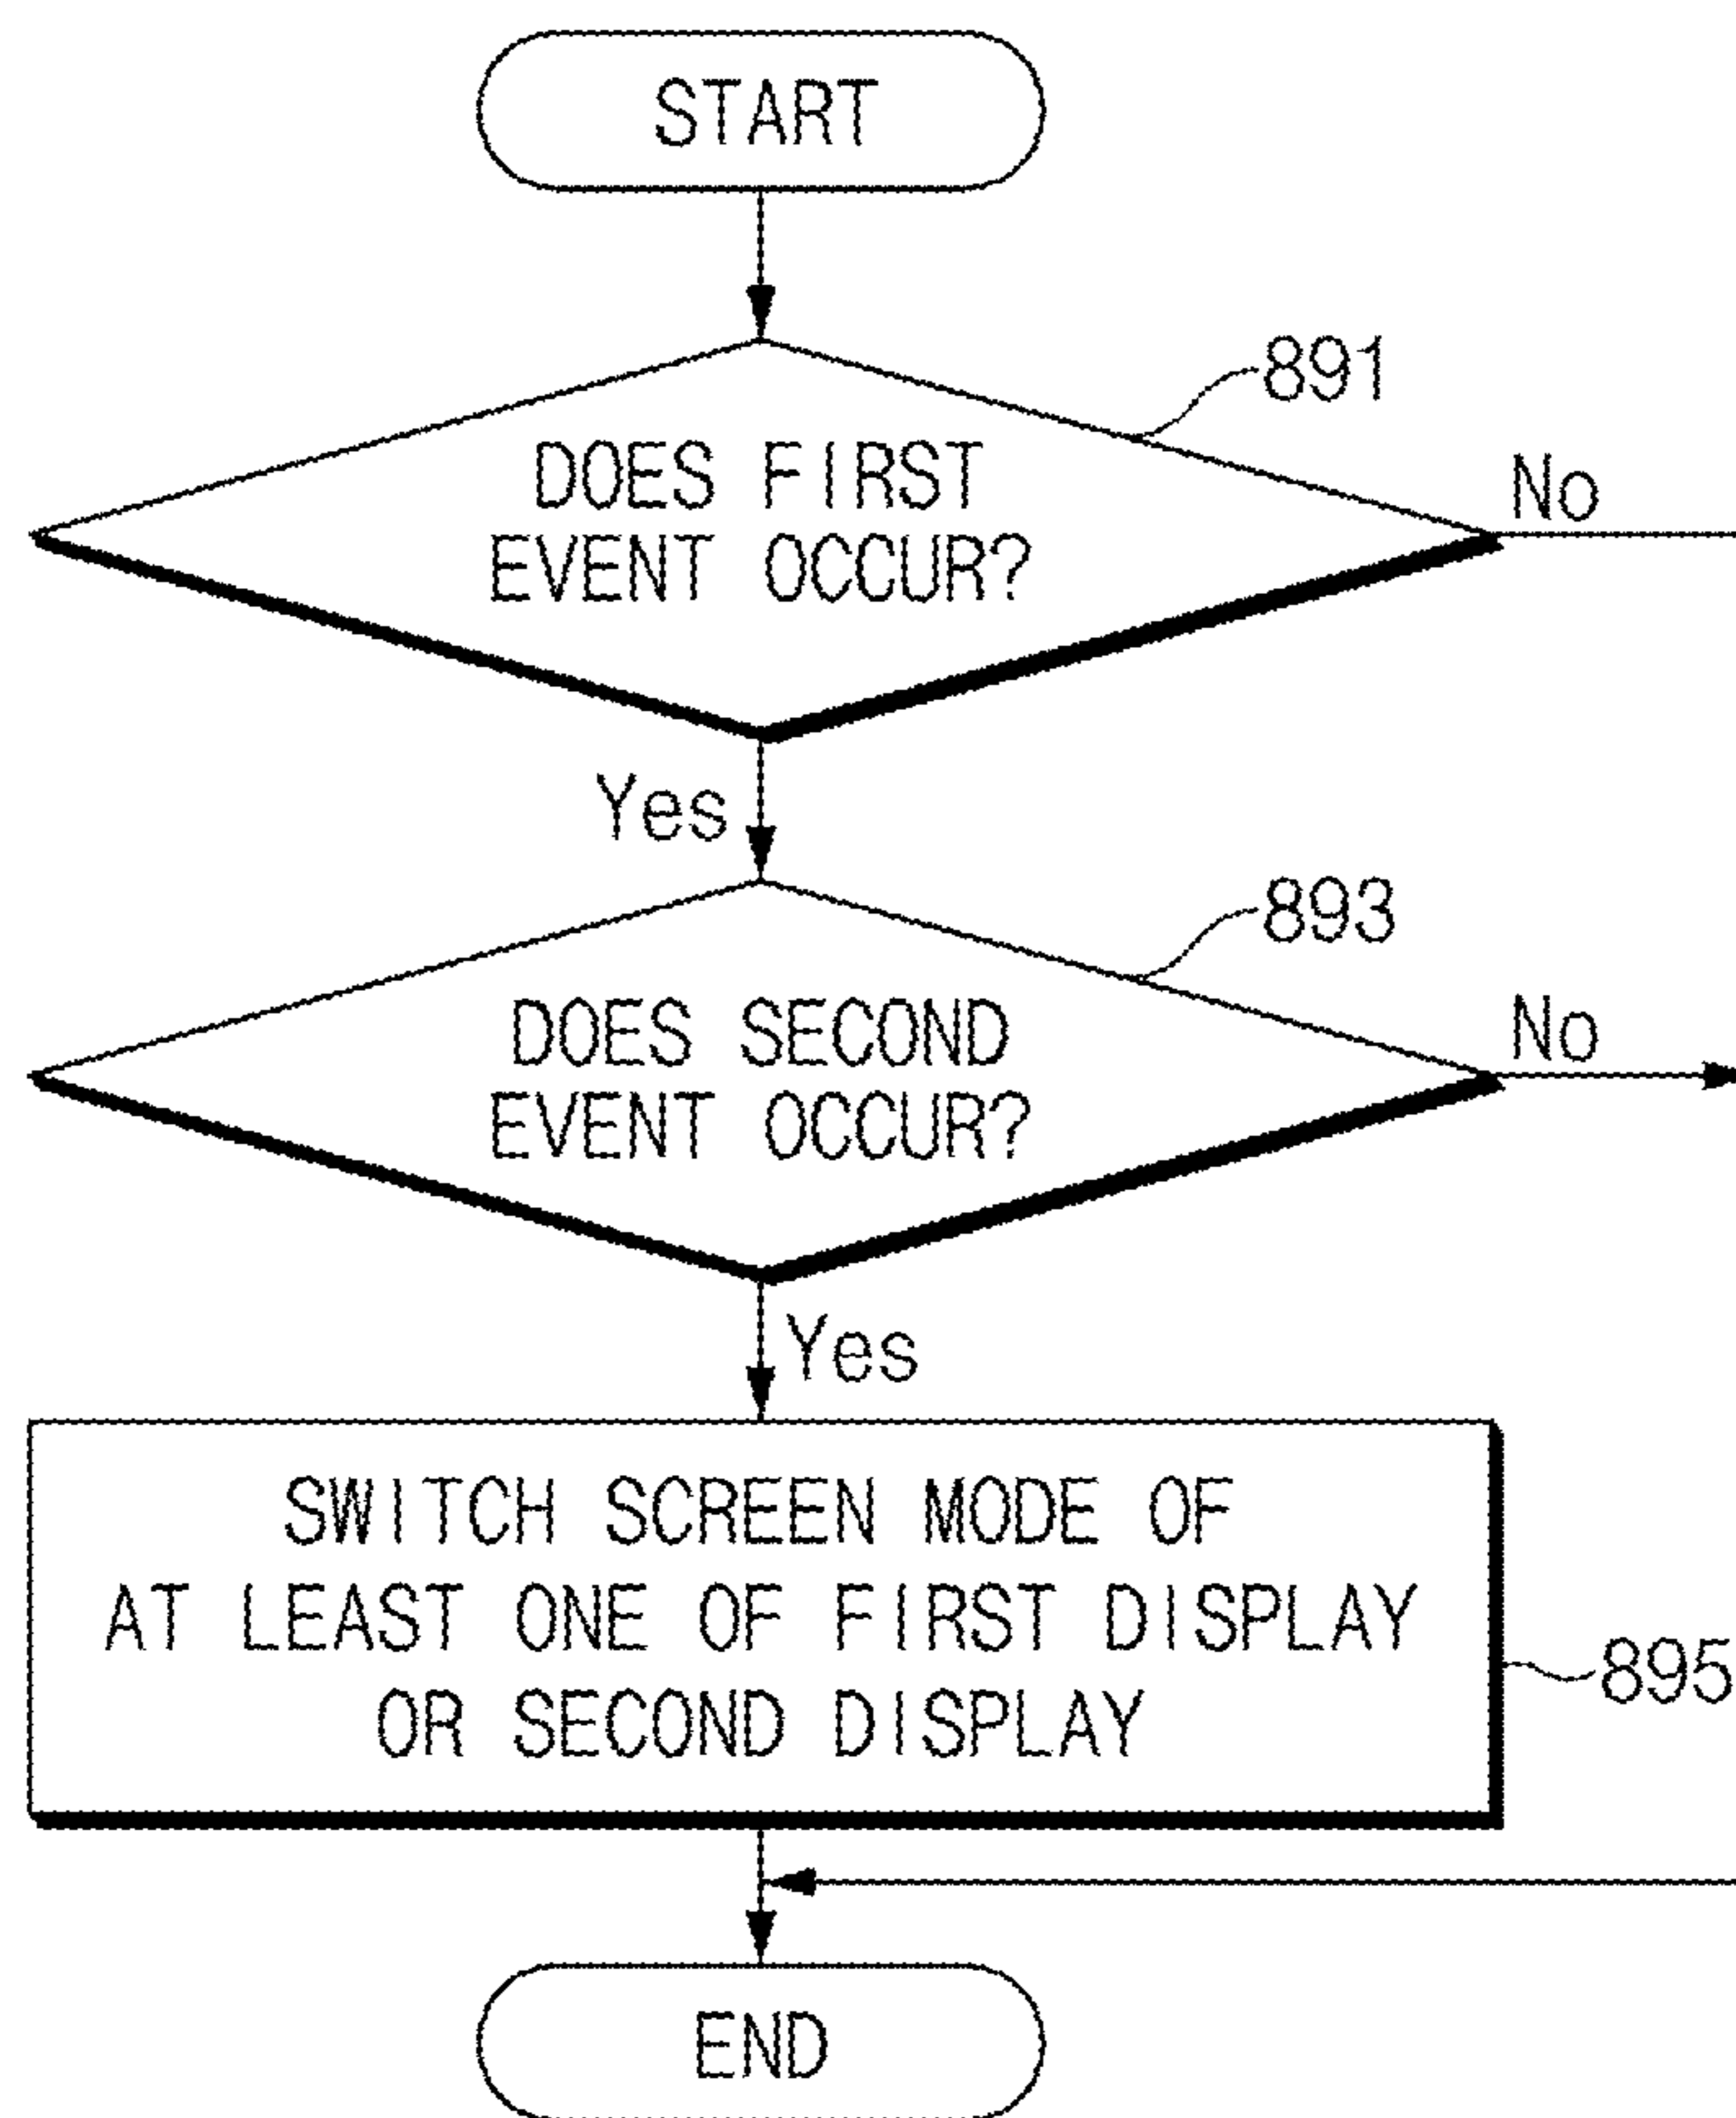 START
891
DOES FIRST
EVENT OCCUR?
No
Yes
893
DOES SECOND
EVENT OCCUR?
No
Yes
SWITCH SCREEN MODE OF
AT LEAST ONE OF FIRST DISPLAY
OR SECOND DISPLAY
895
END